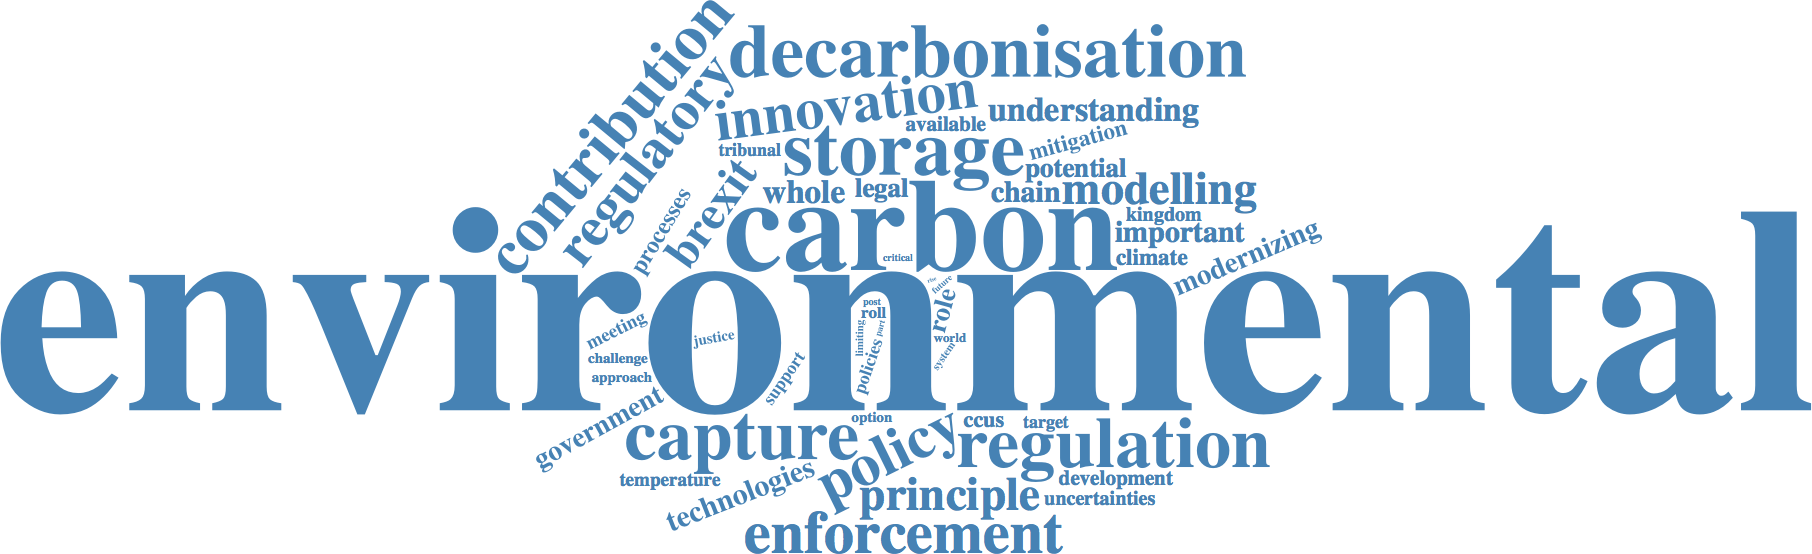 contribution
decarbonisation
regulatory
innovation
understanding
available
mitigation
tribunal
storage
potential
brexit
whole
legal
chain
modelling
processes
carbon
kingdom
important
critical
climate
modernizing
environmental
the
future
post
role
roll
meeting
justice
limiting
part
world
challenge
policies
system
approach
support
government
option
capture
policy
ccus
target
regulation
temperature
technologies
development
principle
uncertainties
enforcement